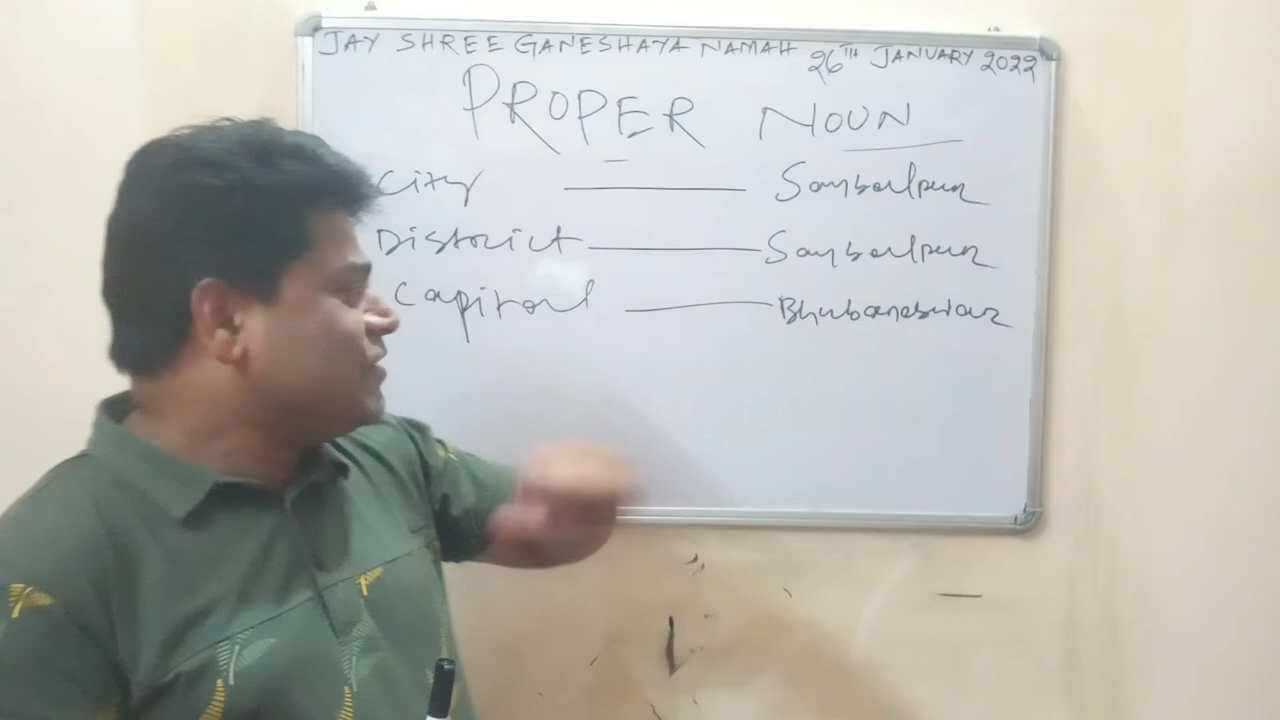 JAY SHREE GANESHAYA NAMAH 26TH JANUARY 2022
PROPER NOUN
City — Sambalpur
District — Sambalpur
Capital — Bhubaneswar